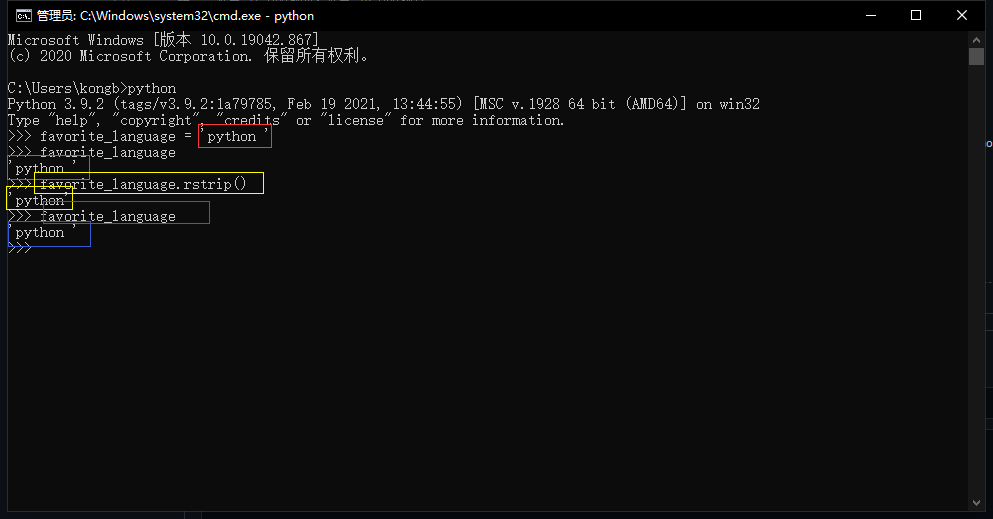 管理员: C:\Windows\system32\cmd.exe - python
Microsoft Windows [版本 10.0.19042.867]
(c) 2020 Microsoft Corporation. 保留所有权利。
C:\Users\kongb>python
Python 3.9.2 (tags/v3.9.2:1a79785, Feb 19 2021, 13:44:55) [MSC v.1928 64 bit (AMD64)] on win32
Type "help", "copyright", "credits" or "license" for more information.
>>> favorite_language = 'python '
>>> favorite_language
'python '
>>> favorite_language.rstrip()
'python'
>>> favorite_language
'python '
>>>